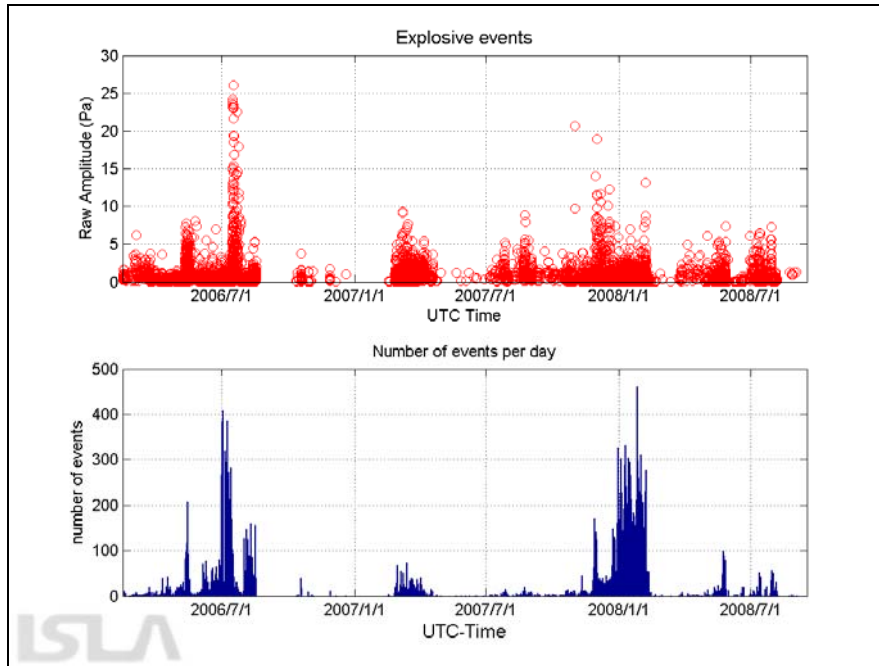 Explosive events
30
25
20
15
10
5
0
Raw Amplitude (Pa)
2006/7/1 2007/1/1 2007/7/1 2008/1/1 2008/7/1
UTC Time
Number of events per day
500
400
300
200
100
0
number of events
2006/7/1 2007/1/1 2007/7/1 2008/1/1 2008/7/1
UTC-Time
ISLA